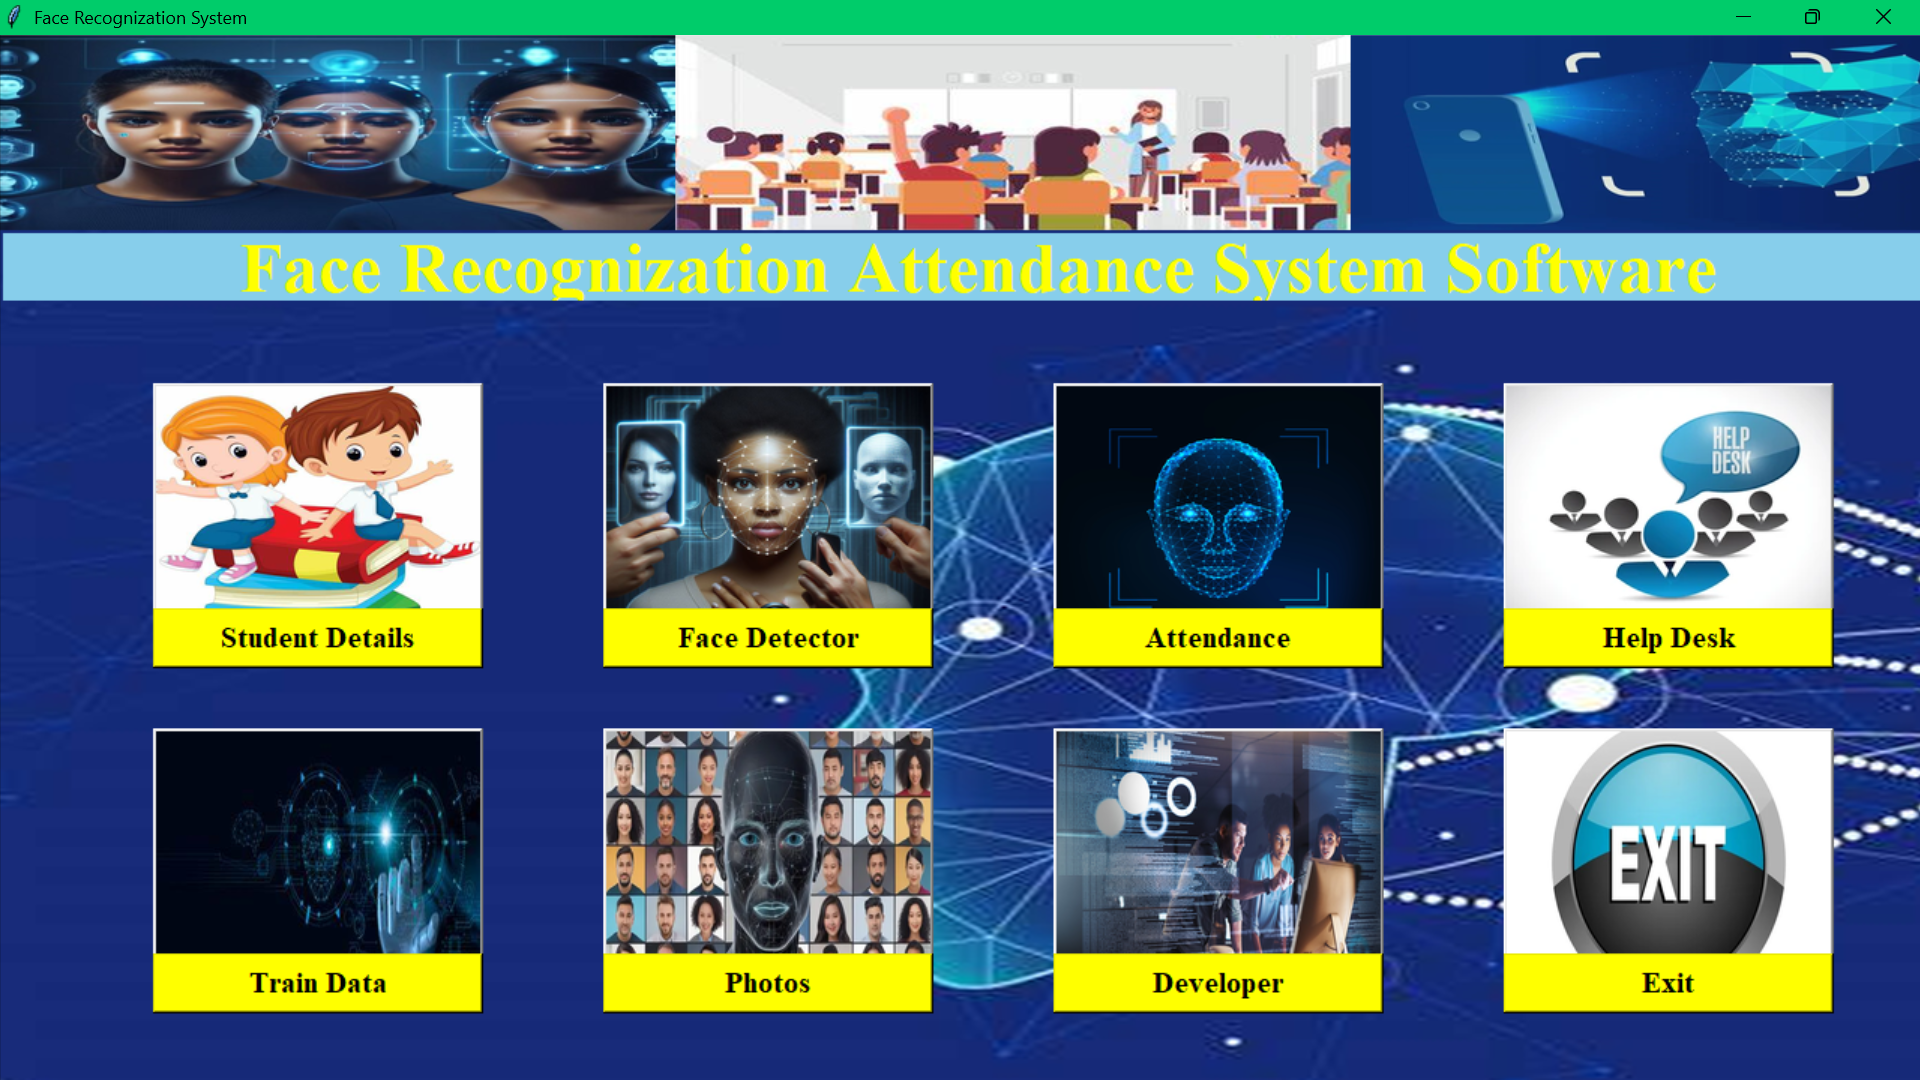 Face Recognization System
Face Recognization Attendance System Software
HELP
DESK
Student Details
Face Detector
Attendance
Help Desk
EXIT
Train Data
Photos
Developer
Exit